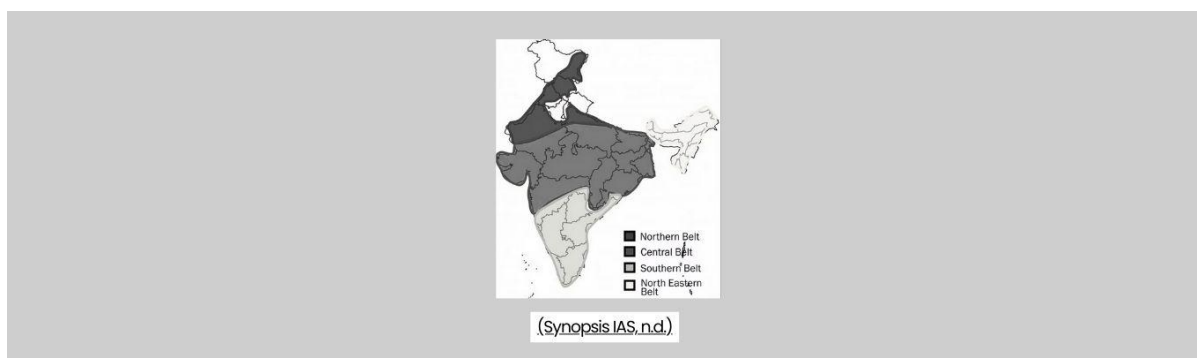 Northern Belt
Central Belt
Southern Belt
North Eastern
Belt
(Synopsis IAS, n.d.)